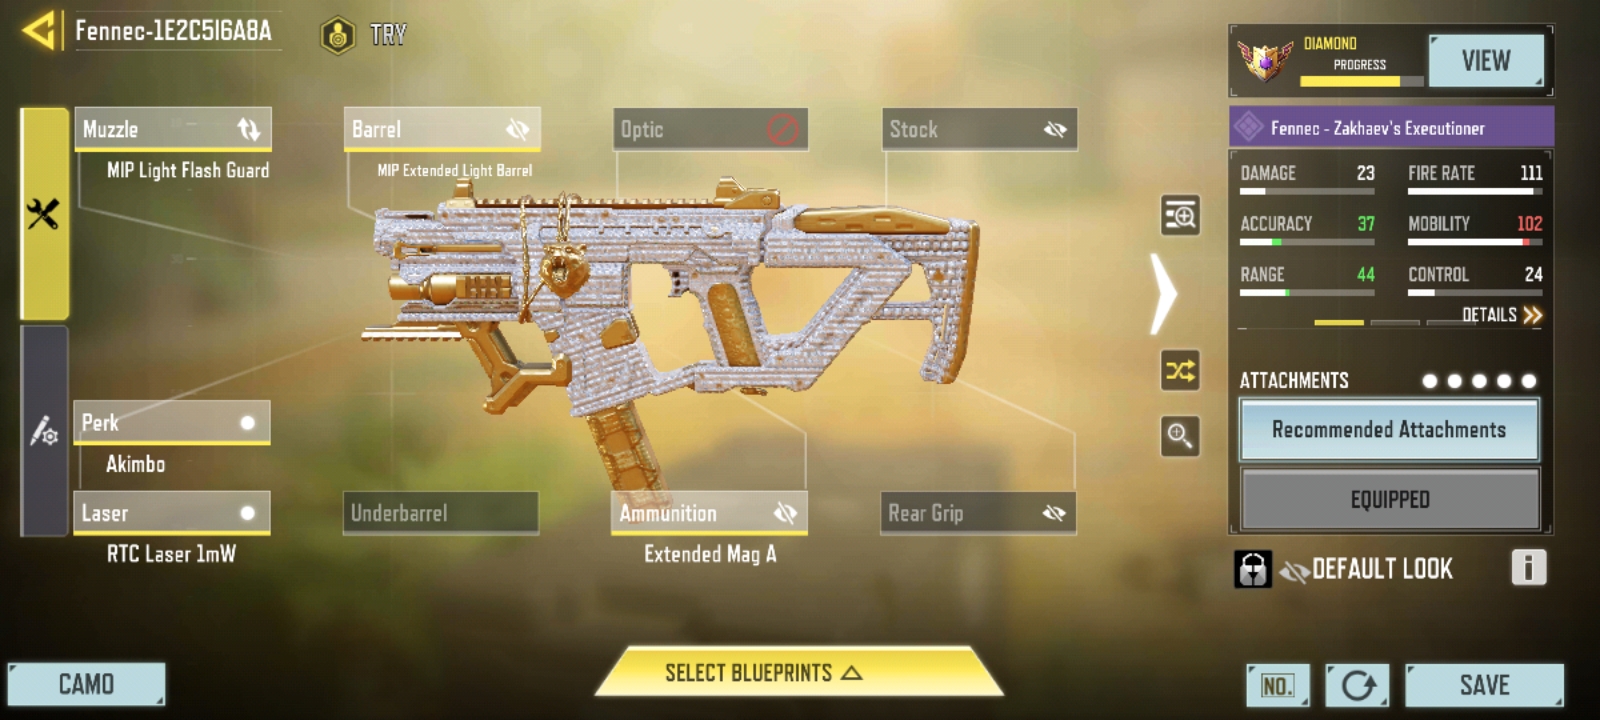 Fennec-1E2C5I6A8A
TRY
DIAMOND
PROGRESS
VIEW
Muzzle
MIP Light Flash Guard
Barrel
MIP Extended Light Barrel
Optic
Stock
Fennec - Zakhaev's Executioner
DAMAGE 23
FIRE RATE 111
ACCURACY 37
MOBILITY 102
RANGE 44
CONTROL 24
DETAILS
ATTACHMENTS
Recommended Attachments
EQUIPPED
DEFAULT LOOK
i
Perk
Akimbo
Laser
RTC Laser 1mW
Underbarrel
Ammunition
Extended Mag A
Rear Grip
SELECT BLUEPRINTS
CAMO
NO.
SAVE